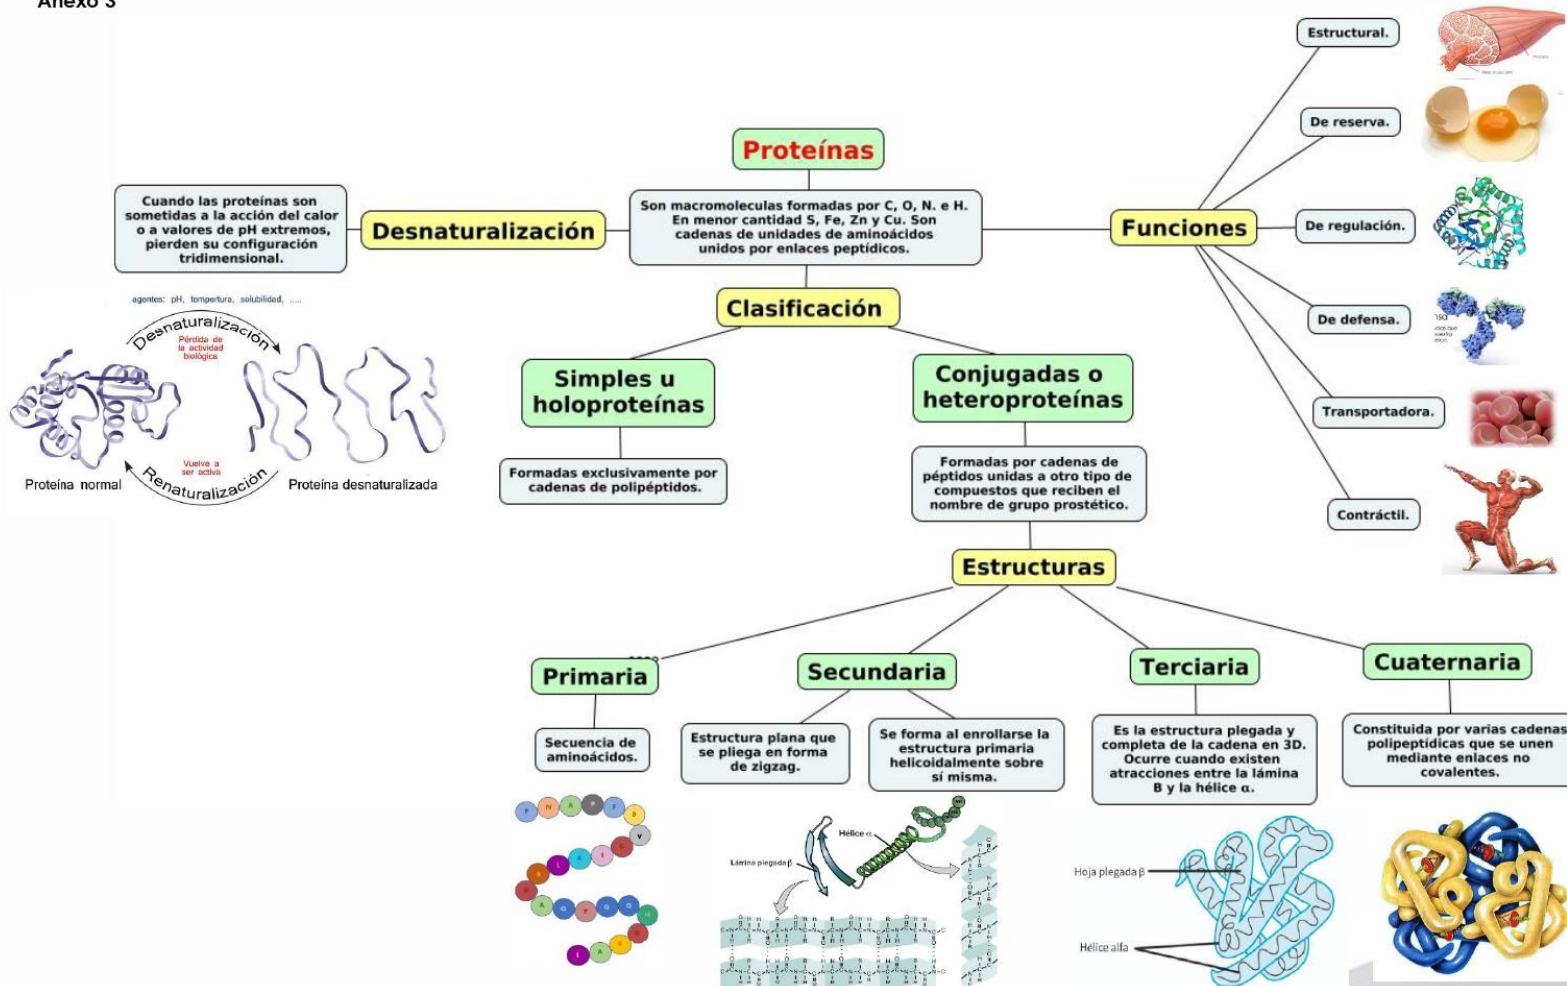 Anexo 3
Proteínas
Son macromoleculas formadas por C, O, N. e H.
En menor cantidad S, Fe, Zn y Cu. Son
cadenas de unidades de aminoácidos
unidos por enlaces peptídicos.
Desnaturalización
Cuando las proteínas son
sometidas a la acción del calor
o a valores de pH extremos,
pierden su configuración
tridimensional.
agentes: pH, tempertura, solubilidad, .....
Desnaturalización
Pérdida de
la actividad
biológica
Vuelve a
ser activa
Renaturalización
Proteína normal
Proteína desnaturalizada
Clasificación
Simples u
holoproteínas
Formadas exclusivamente por
cadenas de polipéptidos.
Conjugadas o
heteroproteínas
Formadas por cadenas de
péptidos unidas a otro tipo de
compuestos que reciben el
nombre de grupo prostético.
Funciones
Estructural.
De reserva.
De regulación.
De defensa.
Transportadora.
Contráctil.
Estructuras
Primaria
Secuencia de
aminoácidos.
Secundaria
Estructura plana que
se pliega en forma
de zigzag.
Se forma al enrollarse la
estructura primaria
helicoidalmente sobre
sí misma.
Hélice α
Lámina plegada β
Terciaria
Es la estructura plegada y
completa de la cadena en 3D.
Ocurre cuando existen
atracciones entre la lámina
B y la hélice α.
Hoja plegada β
Hélice alfa
Cuaternaria
Constituida por varias cadenas
polipeptídicas que se unen
mediante enlaces no
covalentes.